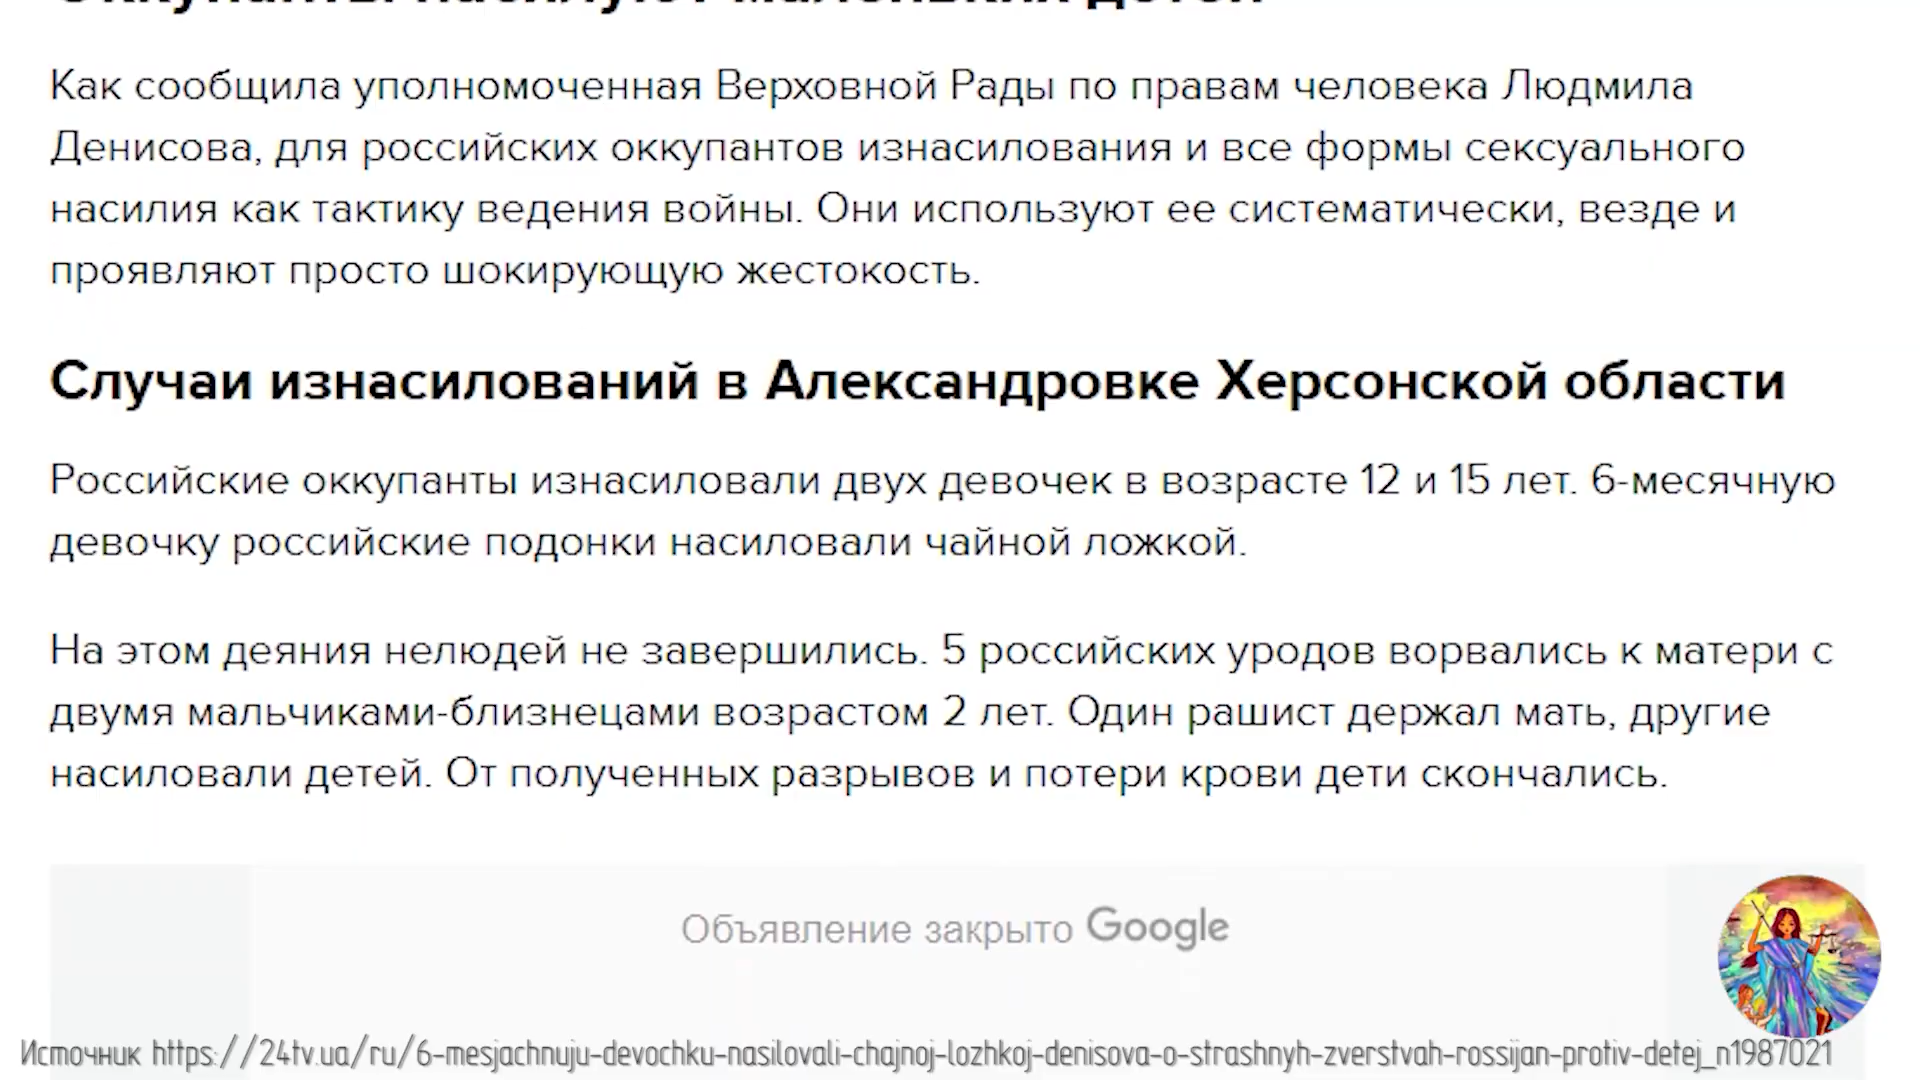 Оккупанты насилуют маленьких детей
Как сообщила уполномоченная Верховной Рады по правам человека Людмила
Денисова, для российских оккупантов изнасилования и все формы сексуального
насилия как тактику ведения войны. Они используют ее систематически, везде и
проявляют просто шокирующую жестокость.
Случаи изнасилований в Александровке Херсонской области
Российские оккупанты изнасиловали двух девочек в возрасте 12 и 15 лет. 6-месячную
девочку российские подонки насиловали чайной ложкой.
На этом деяния нелюдей не завершились. 5 российских уродов ворвались к матери с
двумя мальчиками-близнецами возрастом 2 лет. Один рашист держал мать, другие
насиловали детей. От полученных разрывов и потери крови дети скончались.
Объявление закрыто Google
Источник https://24tv.ua/ru/6-mesjachnuju-devochku-nasilovali-chajnoj-lozhkoj-denisova-o-strashnyh-zverstvah-rossijan-protiv-detej_n1987021